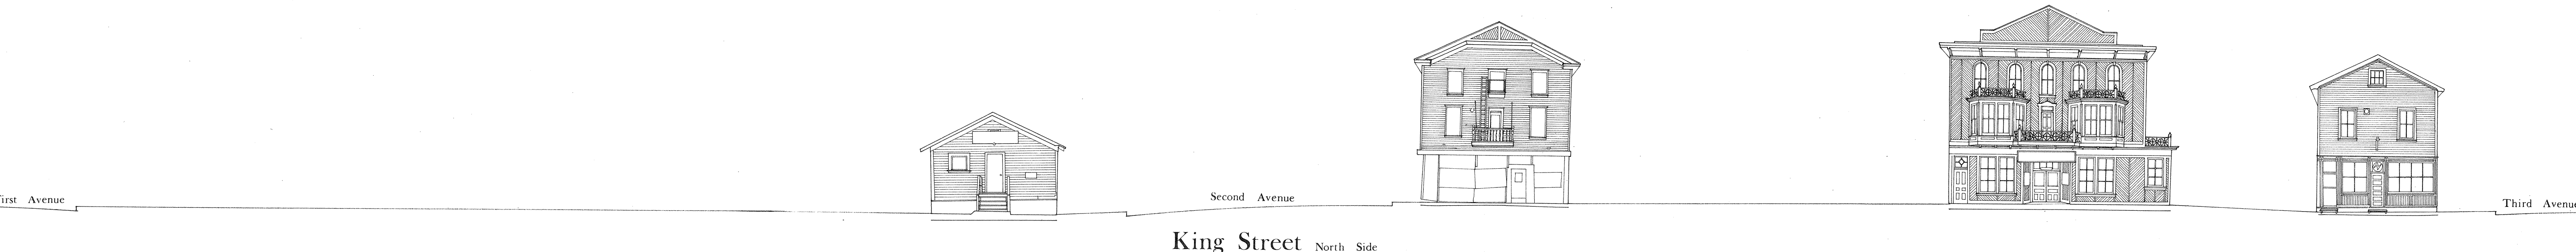 First Avenue
Second Avenue
Third Avenue
King Street North Side